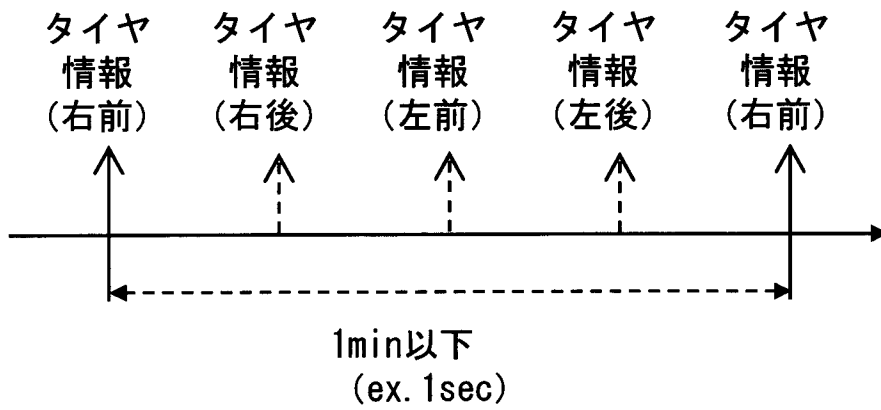 タイヤ
情報
(右前)
タイヤ
情報
(右後)
タイヤ
情報
(左前)
タイヤ
情報
(左後)
タイヤ
情報
(右前)
1min以下
(ex.1sec)